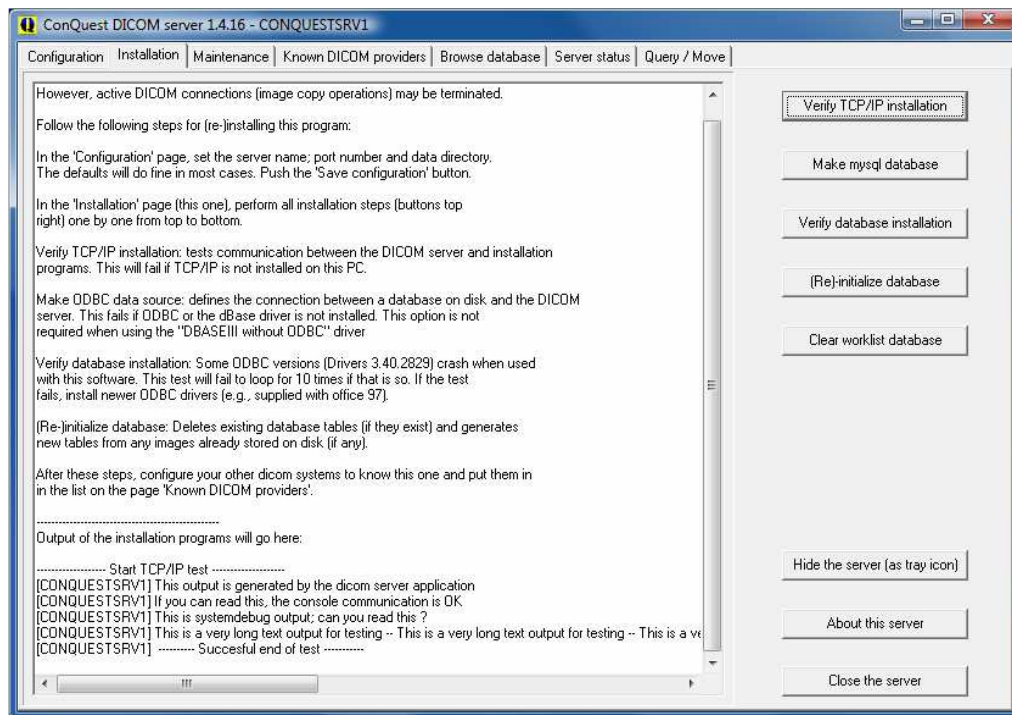 ConQuest DICOM server 1.4.16 - CONQUESTSRV1
Configuration Installation Maintenance Known DICOM providers Browse database Server status Query / Move
However, active DICOM connections (image copy operations) may be terminated.
Follow the following steps for (re-)installing this program:
In the 'Configuration' page, set the server name; port number and data directory.
The defaults will do fine in most cases. Push the 'Save configuration' button.
In the 'Installation' page (this one), perform all installation steps (buttons top
right) one by one from top to bottom.
Verify TCP/IP installation: tests communication between the DICOM server and installation
programs. This will fail if TCP/IP is not installed on this PC.
Make ODBC data source: defines the connection between a database on disk and the DICOM
server. This fails if ODBC or the dBase driver is not installed. This option is not
required when using the "DBASEIII without ODBC" driver
Verify database installation: Some ODBC versions (Drivers 3.40.2829) crash when used
with this software. This test will fail to loop for 10 times if that is so. If the test
fails, install newer ODBC drivers (e.g., supplied with office 97).
(Re-)initialize database: Deletes existing database tables (if they exist) and generates
new tables from any images already stored on disk (if any).
After these steps, configure your other dicom systems to know this one and put them in
in the list on the page 'Known DICOM providers'.
--------------------------------------------------
Output of the installation programs will go here:
------------------- Start TCP/IP test --------------------
[CONQUESTSRV1] This output is generated by the dicom server application
[CONQUESTSRV1] If you can read this, the console communication is OK
[CONQUESTSRV1] This is systemdebug output; can you read this ?
[CONQUESTSRV1] This is a very long text output for testing -- This is a very long text output for testing -- This is a ve
[CONQUESTSRV1] ---------- Succesful end of test -----------
Verify TCP/IP installation
Make mysql database
Verify database installation
(Re)-initialize database
Clear worklist database
Hide the server (as tray icon)
About this server
Close the server